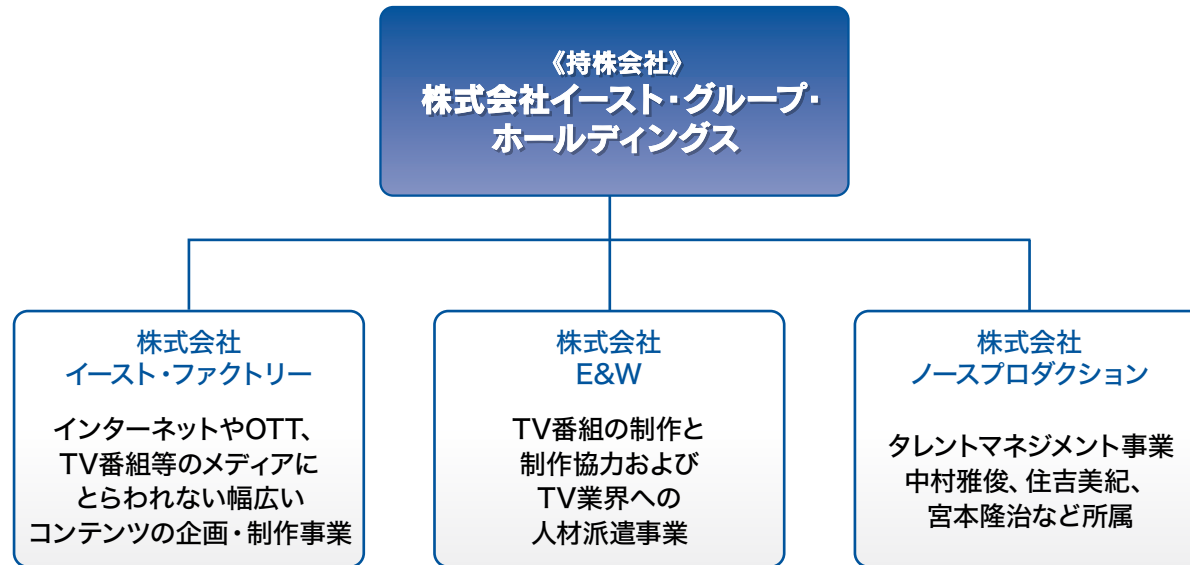 《持株会社》
株式会社イースト・グループ・
ホールディングス
株式会社
イースト・ファクトリー
インターネットやOTT、
TV番組等のメディアに
とらわれない幅広い
コンテンツの企画・制作事業
株式会社
E&W
TV番組の制作と
制作協力および
TV業界への
人材派遣事業
株式会社
ノースプロダクション
タレントマネジメント事業
中村雅俊、住吉美紀、
宮本隆治など所属